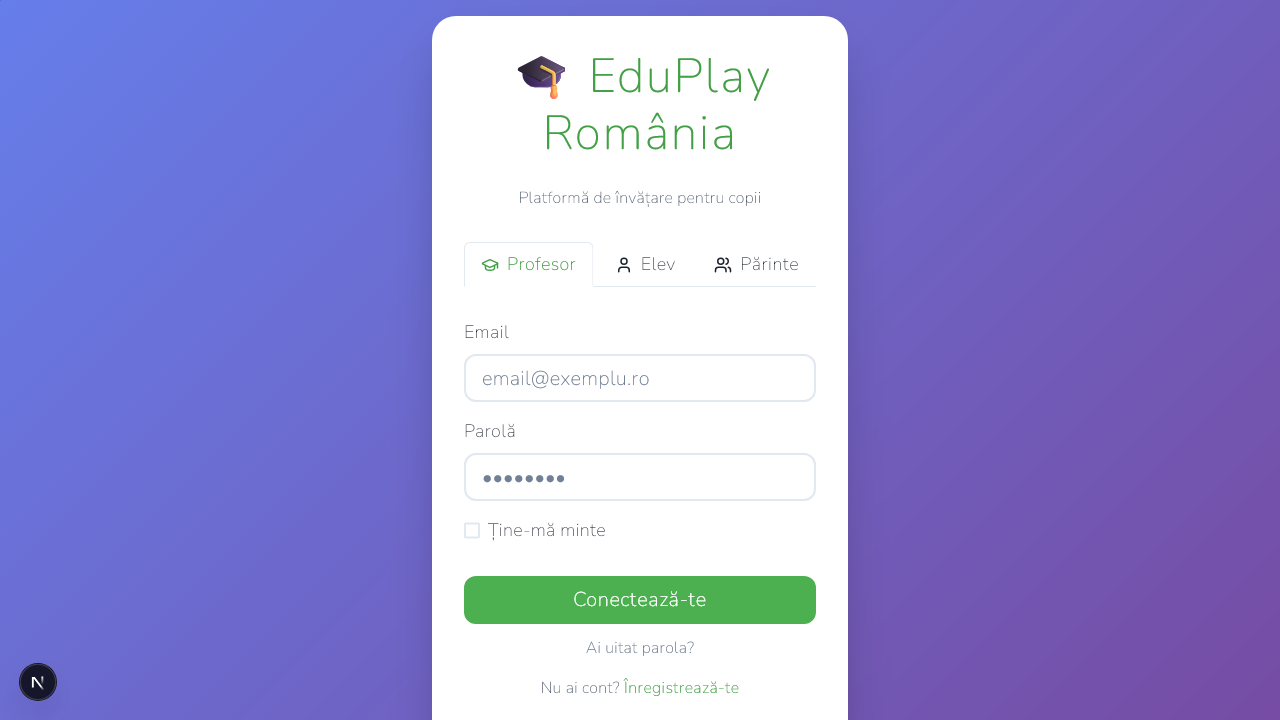 EduPlay
România
Platformă de învățare pentru copii
Profesor Elev Părinte
Email
email@exemplu.ro
Parolă
••••••••
Ține-mă minte
Conectează-te
Ai uitat parola?
Nu ai cont? Înregistrează-te
N